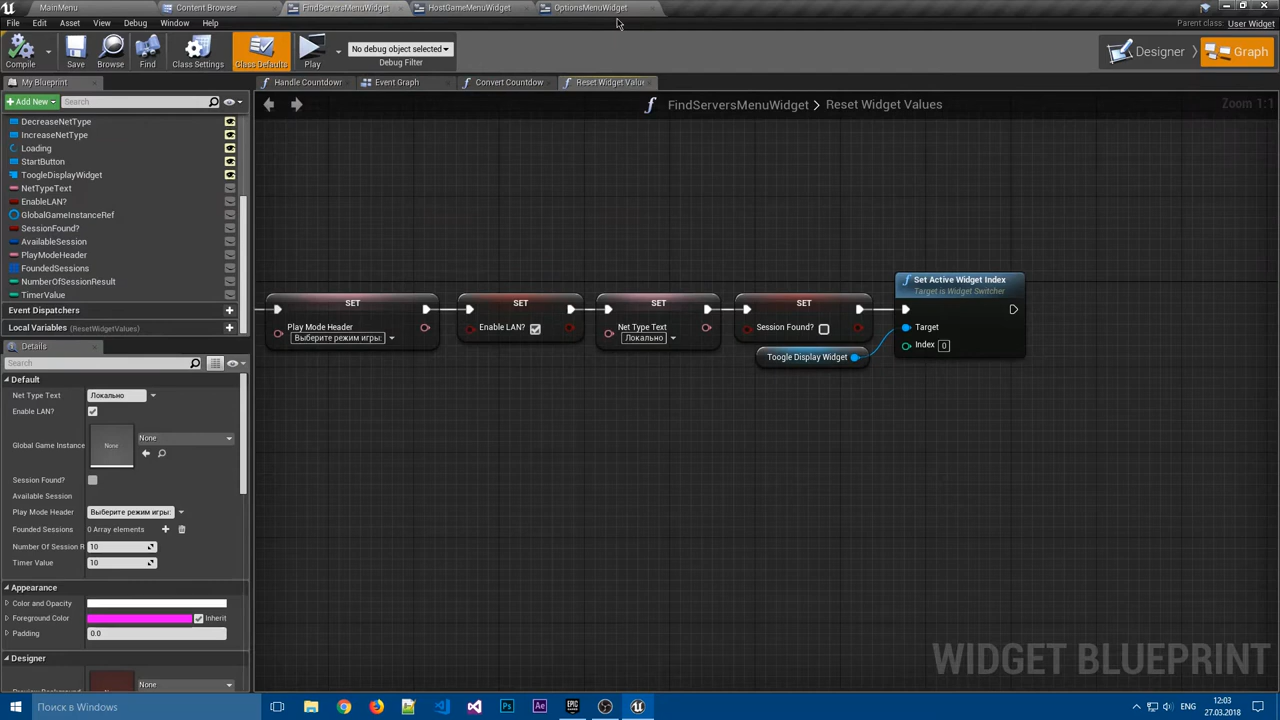 MainMenu
Content Browser
FindServersMenuWidget
HostGameMenuWidget
OptionsMenuWidget
File Edit Asset View Debug Window Help
Parent class: User Widget
Compile
Save
Browse
Find
Class Settings
Class Defaults
Play
No debug object selected
Debug Filter
Designer
Graph
My Blueprint
Handle Countdown
Event Graph
Convert Countdow
Reset Widget Value
Add New
Search
FindServersMenuWidget > Reset Widget Values
Zoom 1:1
DecreaseNetType
IncreaseNetType
Loading
StartButton
ToogleDisplayWidget
NetTypeText
EnableLAN?
GlobalGameInstanceRef
SessionFound?
AvailableSession
PlayModeHeader
FoundedSessions
NumberOfSessionResult
TimerValue
Event Dispatchers
Local Variables (ResetWidgetValues)
SET
Play Mode Header
Выберите режим игры:
SET
Enable LAN?
SET
Net Type Text
Локально
SET
Session Found?
Toogle Display Widget
Set Active Widget Index
Target is Widget Switcher
Target
Index 0
Details
Search
Default
Net Type Text Локально
Enable LAN?
Global Game Instance None
None
Session Found?
Available Session
Play Mode Header Выберите режим игры:
Founded Sessions 0 Array elements
Number Of Session R 10
Timer Value 10
Appearance
Color and Opacity
Foreground Color Inherit
Padding 0.0
Designer
None
WIDGET BLUEPRINT
Поиск в Windows
Ps
Ae
EPIC
12:03
27.03.2018